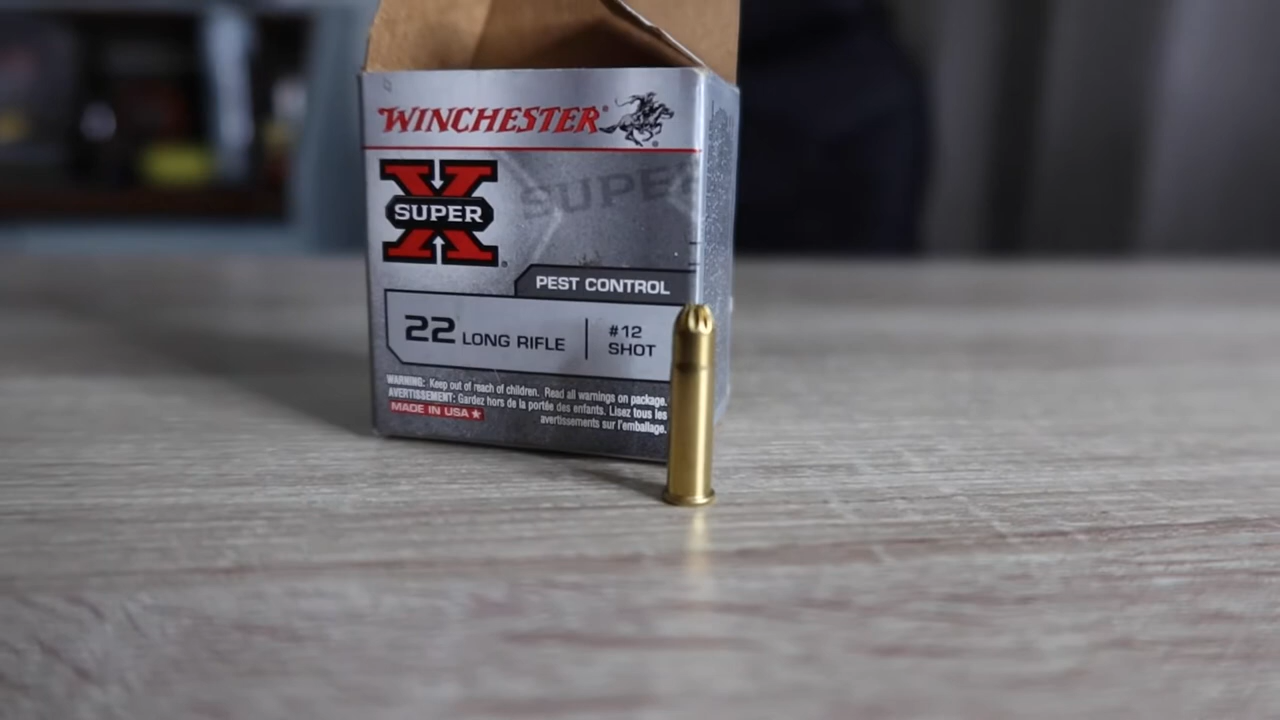 WINCHESTER®
SUPER
X
SUPER
PEST CONTROL
22 LONG RIFLE
#12
SHOT
WARNING: Keep out of reach of children. Read all warnings on package.
AVERTISSEMENT: Gardez hors de la portée des enfants. Lisez tous les
avertissements sur l'emballage.
MADE IN USA